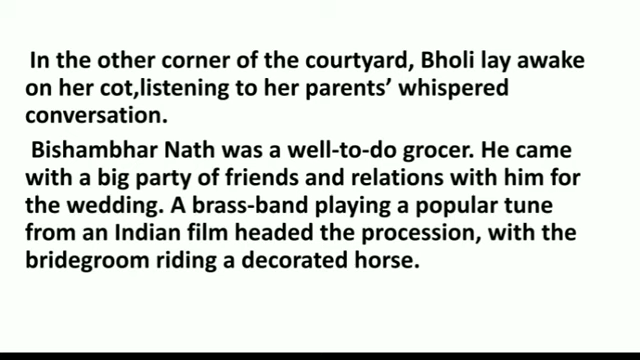 In the other corner of the courtyard, Bholi lay awake
on her cot,listening to her parents’ whispered
conversation.
Bishambhar Nath was a well-to-do grocer. He came
with a big party of friends and relations with him for
the wedding. A brass-band playing a popular tune
from an Indian film headed the procession, with the
bridegroom riding a decorated horse.